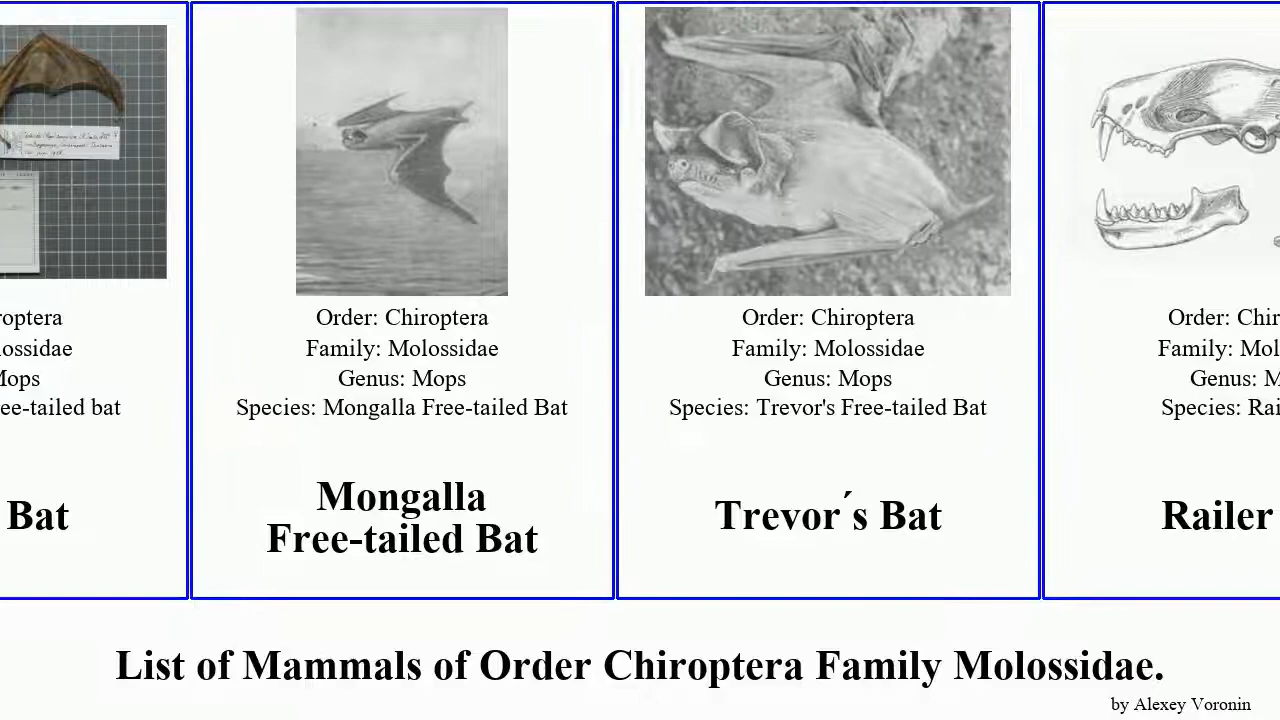 roptera
ossidae
Mops
ee-tailed bat
Bat
Order: Chiroptera
Family: Molossidae
Genus: Mops
Species: Mongalla Free-tailed Bat
Mongalla
Free-tailed Bat
Order: Chiroptera
Family: Molossidae
Genus: Mops
Species: Trevor's Free-tailed Bat
Trevor´s Bat
Order: Chir
Family: Mol
Genus: M
Species: Rai
Railer
List of Mammals of Order Chiroptera Family Molossidae.
by Alexey Voronin